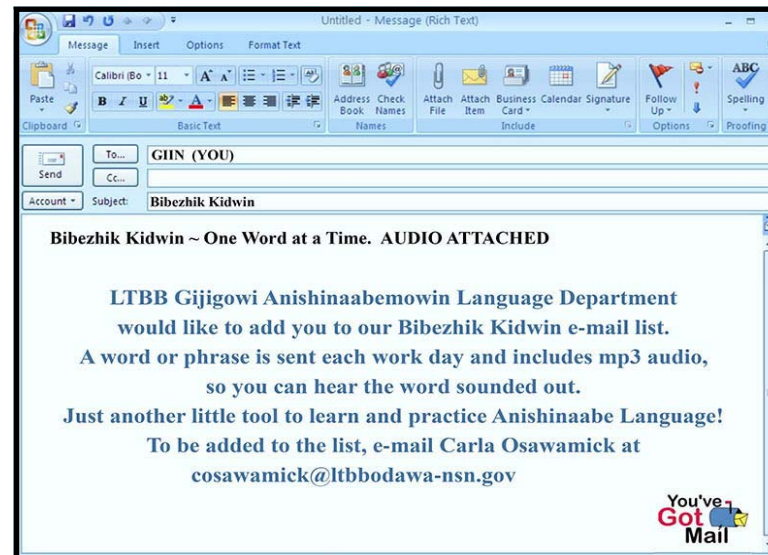 Untitled - Message (Rich Text)
Message Insert Options Format Text
Calibri (Bo 11 A A
Paste B I U A Address Book Check Names Attach File Attach Item Business Card Calendar Signature Follow Up ABC Spelling
Clipboard Basic Text Names Include Options Proofing
Send
To... GIIN (YOU)
Cc...
Account Subject: Bibezhik Kidwin
Bibezhik Kidwin ~ One Word at a Time. AUDIO ATTACHED
LTBB Gijigowi Anishinaabemowin Language Department
would like to add you to our Bibezhik Kidwin e-mail list.
A word or phrase is sent each work day and includes mp3 audio,
so you can hear the word sounded out.
Just another little tool to learn and practice Anishinaabe Language!
To be added to the list, e-mail Carla Osawamick at
cosawamick@ltbbodawa-nsn.gov
You've
Got
Mail